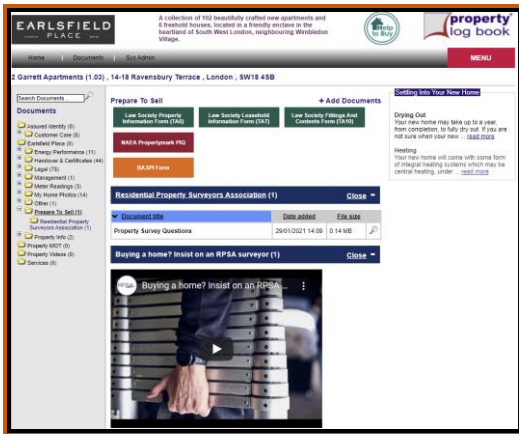 EARLSFIELD
PLACE
A collection of 102 beautifully crafted new apartments and
6 freehold houses, located in a friendly enclave in the
heartland of South West London, neighbouring Wimbledon
Village.
Help
to Buy
property
log book
Home
Documents
Sys Admin
MENU
2 Garrett Apartments (1.03) , 14-18 Ravensbury Terrace , London , SW18 4SB
Search Documents
Documents
Assured Identity (0)
Customer Care (0)
Earlsfield Place (0)
Energy Performance (11)
Handover & Certificates (44)
Legal (78)
Management (1)
Meter Readings (3)
My Home Photos (14)
Other (1)
Prepare To Sell (1)
Residential Property
Surveyors Association (1)
Property Info (2)
Property MOT (0)
Property Videos (0)
Services (0)
Prepare To Sell
+ Add Documents
Law Society Property
Information Form (TA6)
Law Society Leasehold
Information Form (TA7)
Law Society Fittings And
Contents Form (TA10)
NAEA Propertymark PIQ
BASPI Form
Residential Property Surveyors Association (1)
Close -
Document title
Date added
File size
Property Survey Questions
29/01/2021 14:09
0.14 MB
Buying a home? Insist on an RPSA surveyor (1)
Close -
Buying a home? Insist on an RPSA ...
Settling Into Your New Home
Drying Out
Your new home may take up to a year,
from completion, to fully dry out. If you are
not sure when your new ... read more
Heating
Your new home will come with some form
of integral heating systems which may be
central heating, under ... read more